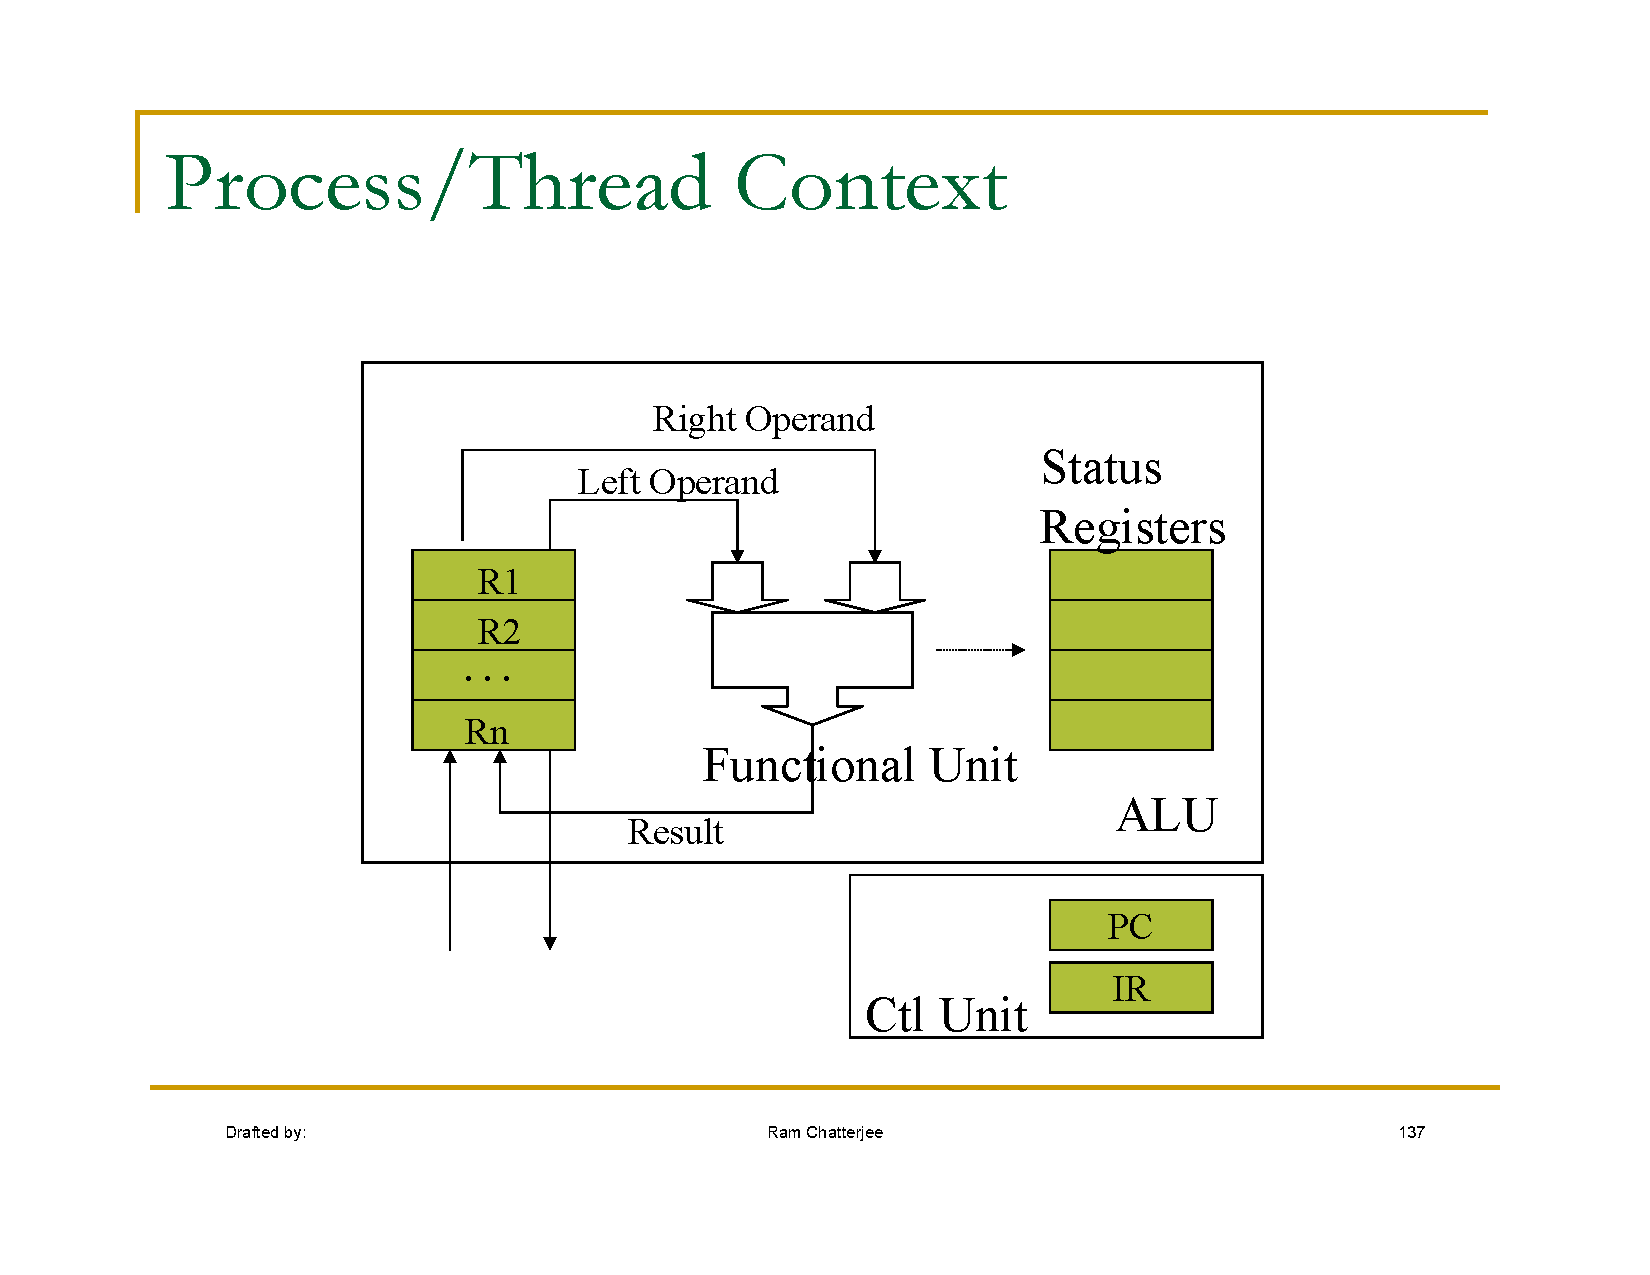 Process/Thread Context
Right Operand
Left Operand
Status
Registers
R1
R2
. . .
Rn
Functional Unit
ALU
Result
PC
IR
Ctl Unit
Drafted by:
Ram Chatterjee
137